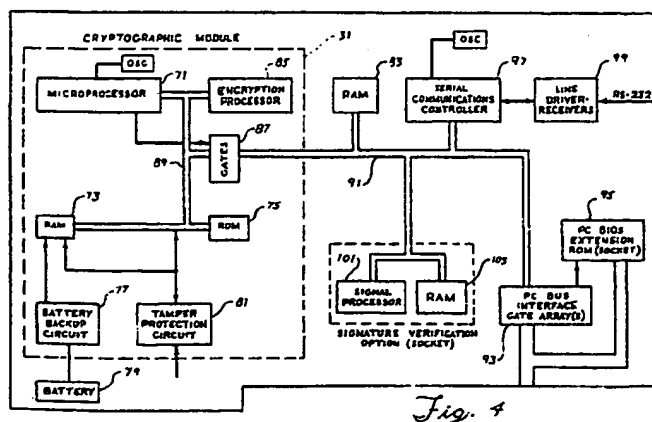 CRYPTOGRAPHIC MODULE
31
OSC
71
MICROPROCESSOR
85
ENCRYPTION
PROCESSOR
87
GATES
89
73
RAM
75
ROM
77
BATTERY
BACKUP
CIRCUIT
81
TAMPER
PROTECTION
CIRCUIT
79
BATTERY
83
RAM
OSC
97
SERIAL
COMMUNICATIONS
CONTROLLER
99
LINE
DRIVER-
RECEIVERS
RS-232
91
101
SIGNAL
PROCESSOR
103
RAM
SIGNATURE VERIFICATION
OPTION (SOCKET)
95
PC BIOS
EXTENSION
ROM (SOCKET)
PC BUS
INTERFACE
GATE ARRAY(S)
93
Fig. 4